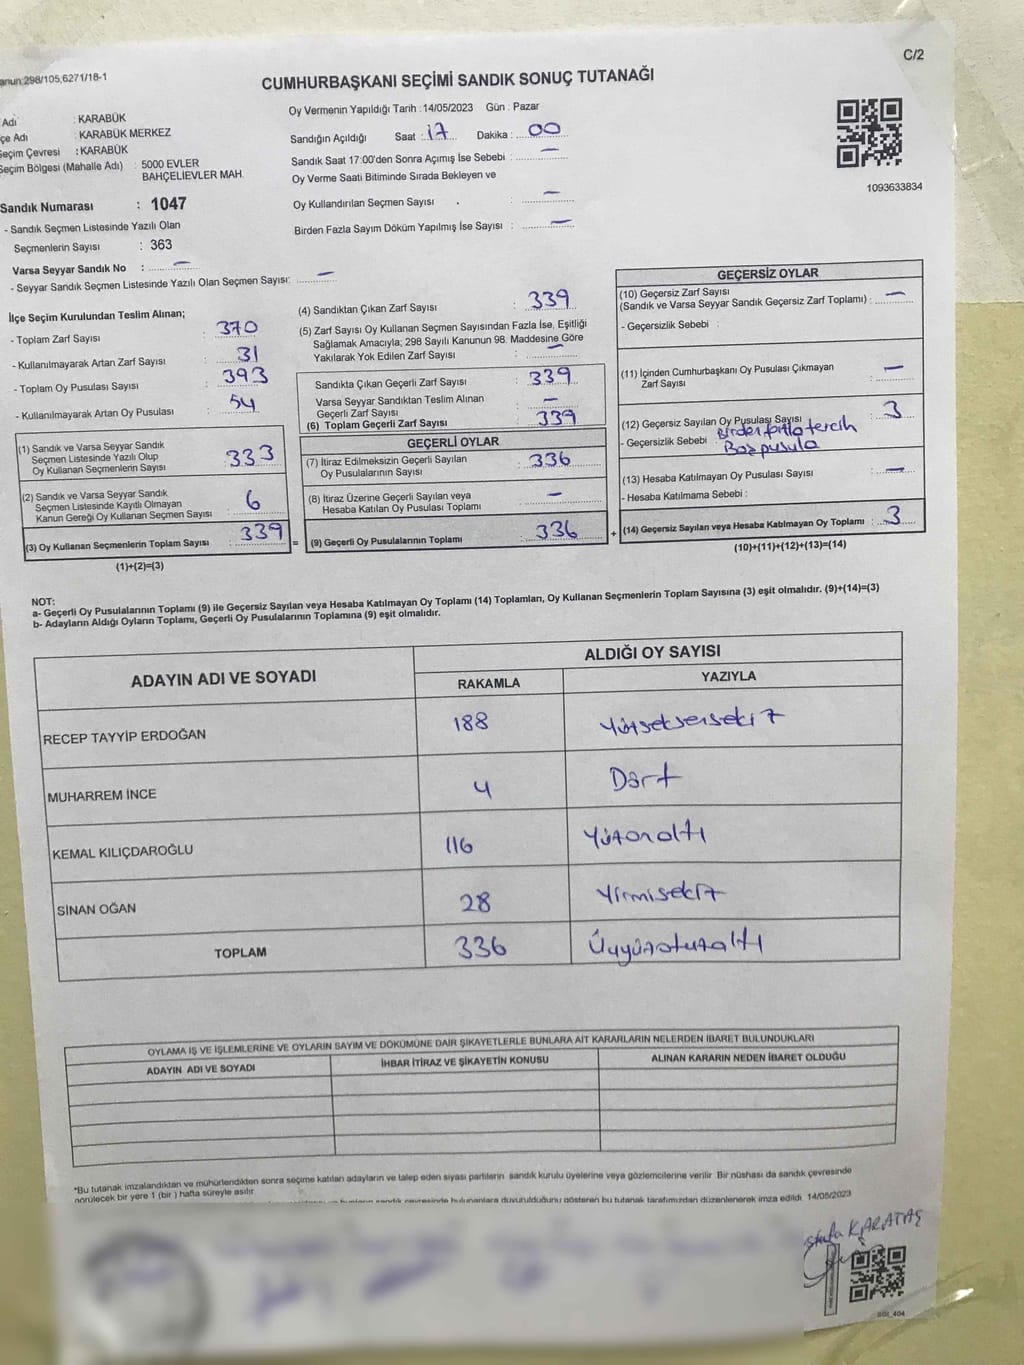 anun:298/105,6271/18-1
C/2
CUMHURBAŞKANI SEÇİMİ SANDIK SONUÇ TUTANAĞI
Adı : KARABÜK
çe Adı : KARABÜK MERKEZ
Seçim Çevresi : KARABÜK
Seçim Bölgesi (Mahalle Adı) : 5000 EVLER
BAHÇELİEVLER MAH.
Sandık Numarası : 1047
- Sandık Seçmen Listesinde Yazılı Olan
Seçmenlerin Sayısı : 363
Varsa Seyyar Sandık No : —
- Seyyar Sandık Seçmen Listesinde Yazılı Olan Seçmen Sayısı: —
Oy Vermenin Yapıldığı Tarih : 14/05/2023 Gün : Pazar
Sandığın Açıldığı Saat : 17 Dakika : 00
Sandık Saat 17:00'den Sonra Açımış İse Sebebi : —
Oy Verme Saati Bitiminde Sırada Bekleyen ve
Oy Kullandırılan Seçmen Sayısı : —
Birden Fazla Sayım Döküm Yapılmış İse Sayısı : —
1093633834
İlçe Seçim Kurulundan Teslim Alınan;
- Toplam Zarf Sayısı : 370
- Kullanılmayarak Artan Zarf Sayısı : 31
- Toplam Oy Pusulası Sayısı : 393
- Kullanılmayarak Artan Oy Pusulası : 54
(1) Sandık ve Varsa Seyyar Sandık
Seçmen Listesinde Yazılı Olup
Oy Kullanan Seçmenlerin Sayısı : 333
(2) Sandık ve Varsa Seyyar Sandık
Seçmen Listesinde Kayıtlı Olmayan
Kanun Gereği Oy Kullanan Seçmen Sayısı : 6
(3) Oy Kullanan Seçmenlerin Toplam Sayısı : 339
(1)+(2)=(3)
(4) Sandıktan Çıkan Zarf Sayısı : 339
(5) Zarf Sayısı Oy Kullanan Seçmen Sayısından Fazla İse, Eşitliği
Sağlamak Amacıyla; 298 Sayılı Kanunun 98. Maddesine Göre
Yakılarak Yok Edilen Zarf Sayısı : —
Sandıkta Çıkan Geçerli Zarf Sayısı : 339
Varsa Seyyar Sandıktan Teslim Alınan
Geçerli Zarf Sayısı : —
(6) Toplam Geçerli Zarf Sayısı : 339
GEÇERLİ OYLAR
(7) İtiraz Edilmeksizin Geçerli Sayılan
Oy Pusulalarının Sayısı : 336
(8) İtiraz Üzerine Geçerli Sayılan veya
Hesaba Katılan Oy Pusulası Toplamı : —
= (9) Geçerli Oy Pusulalarının Toplamı : 336
GEÇERSİZ OYLAR
(10) Geçersiz Zarf Sayısı
(Sandık ve Varsa Seyyar Sandık Geçersiz Zarf Toplamı) : —
- Geçersizlik Sebebi :
(11) İçinden Cumhurbaşkanı Oy Pusulası Çıkmayan
Zarf Sayısı : —
(12) Geçersiz Sayılan Oy Pusulası Sayısı : 3
- Geçersizlik Sebebi : Birden fazla tercih
Boş pusula
(13) Hesaba Katılmayan Oy Pusulası Sayısı : —
- Hesaba Katılmama Sebebi :
+ (14) Geçersiz Sayılan veya Hesaba Katılmayan Oy Toplamı : 3
(10)+(11)+(12)+(13)=(14)
NOT:
a- Geçerli Oy Pusulalarının Toplamı (9) ile Geçersiz Sayılan veya Hesaba Katılmayan Oy Toplamı (14) Toplamları, Oy Kullanan Seçmenlerin Toplam Sayısına (3) eşit olmalıdır. (9)+(14)=(3)
b- Adayların Aldığı Oyların Toplamı, Geçerli Oy Pusulalarının Toplamına (9) eşit olmalıdır.
ADAYIN ADI VE SOYADI ALDIĞI OY SAYISI
RAKAMLA YAZIYLA
RECEP TAYYİP ERDOĞAN 188 Yüzseksensekiz
MUHARREM İNCE 4 Dört
KEMAL KILIÇDAROĞLU 116 Yüzonaltı
SİNAN OĞAN 28 Yirmisekiz
TOPLAM 336 Üçyüzotuzaltı
OYLAMA İŞ VE İŞLEMLERİNE VE OYLARIN SAYIM VE DÖKÜMÜNE DAİR ŞİKAYETLERLE BUNLARA AİT KARARLARIN NELERDEN İBARET BULUNDUKLARI
ADAYIN ADI VE SOYADI İHBAR İTİRAZ VE ŞİKAYETİN KONUSU ALINAN KARARIN NEDEN İBARET OLDUĞU
*Bu tutanak imzalandıktan ve mühürlendikten sonra seçime katılan adayların ve talep eden siyasi partilerin sandık kurulu üyelerine veya gözlemcilerine verilir. Bir nüshası da sandık çevresinde
görülecek bir yere 1 (bir ) hafta süreyle asılır.
sandık çevresinde bulunanlara duyurulduğunu gösteren bu tutanak tarafımızdan düzenlenerek imza edildi. 14/05/2023
KARATAŞ